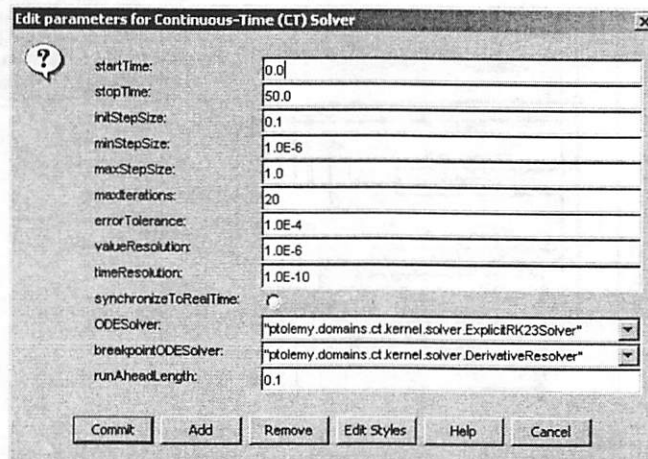 Edit parameters for Continuous-Time (CT) Solver
startTime: 0.0
stopTime: 50.0
initStepSize: 0.1
minStepSize: 1.0E-6
maxStepSize: 1.0
maxIterations: 20
errorTolerance: 1.0E-4
valueResolution: 1.0E-6
timeResolution: 1.0E-10
synchronizeToRealTime:
ODESolver: "ptolemy.domains.ct.kernel.solver.ExplicitRK23Solver"
breakpointODESolver: "ptolemy.domains.ct.kernel.solver.DerivativeResolver"
runAheadLength: 0.1
Commit Add Remove Edit Styles Help Cancel